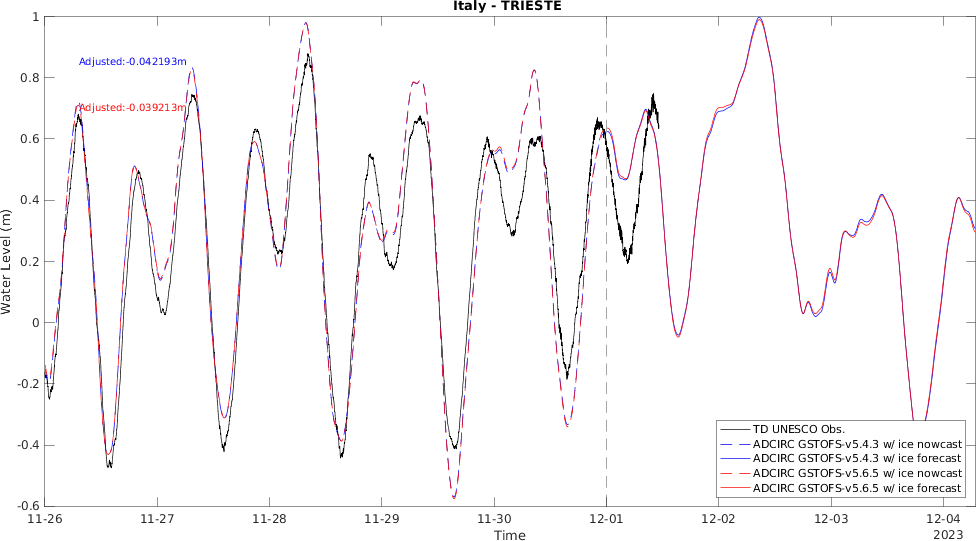 Italy - TRIESTE
Adjusted:-0.042193m
Adjusted:-0.039213m
Water Level (m)
1
0.8
0.6
0.4
0.2
0
-0.2
-0.4
-0.6
TD UNESCO Obs.
ADCIRC GSTOFS-v5.4.3 w/ ice nowcast
ADCIRC GSTOFS-v5.4.3 w/ ice forecast
ADCIRC GSTOFS-v5.6.5 w/ ice nowcast
ADCIRC GSTOFS-v5.6.5 w/ ice forecast
11-26 11-27 11-28 11-29 11-30 12-01 12-02 12-03 12-04
Time
2023